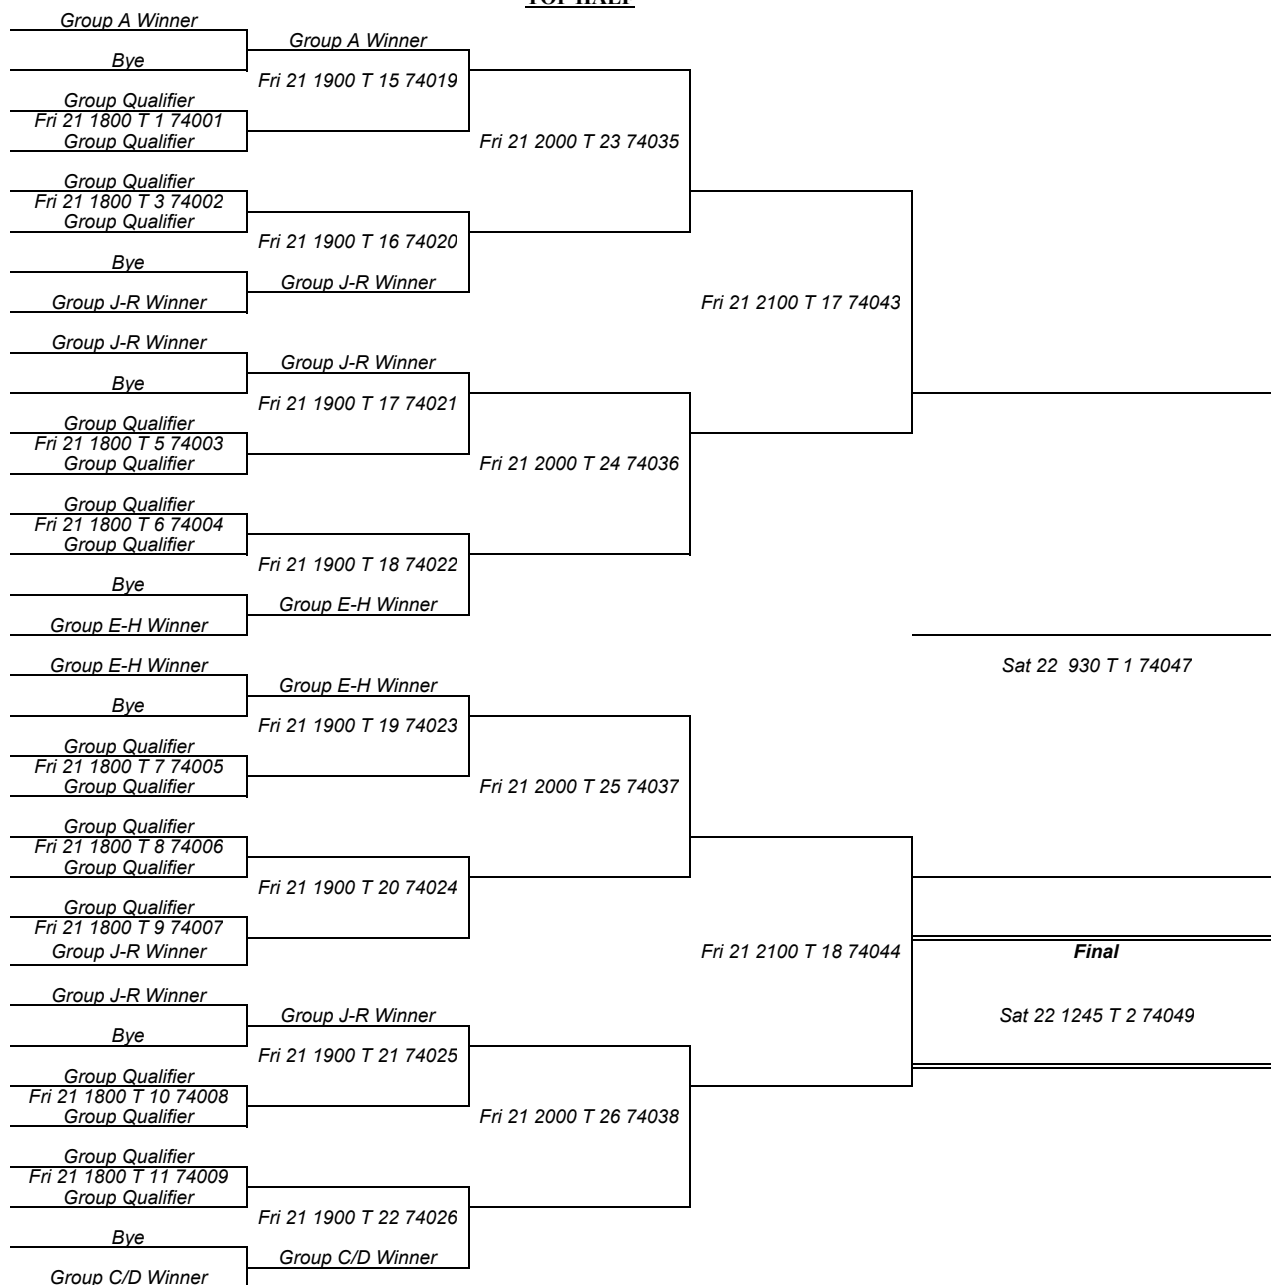 TOP HALF
Group A Winner
Group A Winner
Bye
Fri 21 1900 T 15 74019
Group Qualifier
Fri 21 1800 T 1 74001
Group Qualifier
Fri 21 2000 T 23 74035
Group Qualifier
Fri 21 1800 T 3 74002
Group Qualifier
Fri 21 1900 T 16 74020
Bye
Group J-R Winner
Group J-R Winner
Fri 21 2100 T 17 74043
Group J-R Winner
Group J-R Winner
Bye
Fri 21 1900 T 17 74021
Group Qualifier
Fri 21 1800 T 5 74003
Group Qualifier
Fri 21 2000 T 24 74036
Group Qualifier
Fri 21 1800 T 6 74004
Group Qualifier
Fri 21 1900 T 18 74022
Bye
Group E-H Winner
Group E-H Winner
Group E-H Winner
Sat 22 930 T 1 74047
Group E-H Winner
Bye
Fri 21 1900 T 19 74023
Group Qualifier
Fri 21 1800 T 7 74005
Group Qualifier
Fri 21 2000 T 25 74037
Group Qualifier
Fri 21 1800 T 8 74006
Group Qualifier
Fri 21 1900 T 20 74024
Group Qualifier
Fri 21 1800 T 9 74007
Group J-R Winner
Fri 21 2100 T 18 74044
Final
Group J-R Winner
Group J-R Winner
Sat 22 1245 T 2 74049
Bye
Fri 21 1900 T 21 74025
Group Qualifier
Fri 21 1800 T 10 74008
Group Qualifier
Fri 21 2000 T 26 74038
Group Qualifier
Fri 21 1800 T 11 74009
Group Qualifier
Fri 21 1900 T 22 74026
Bye
Group C/D Winner
Group C/D Winner